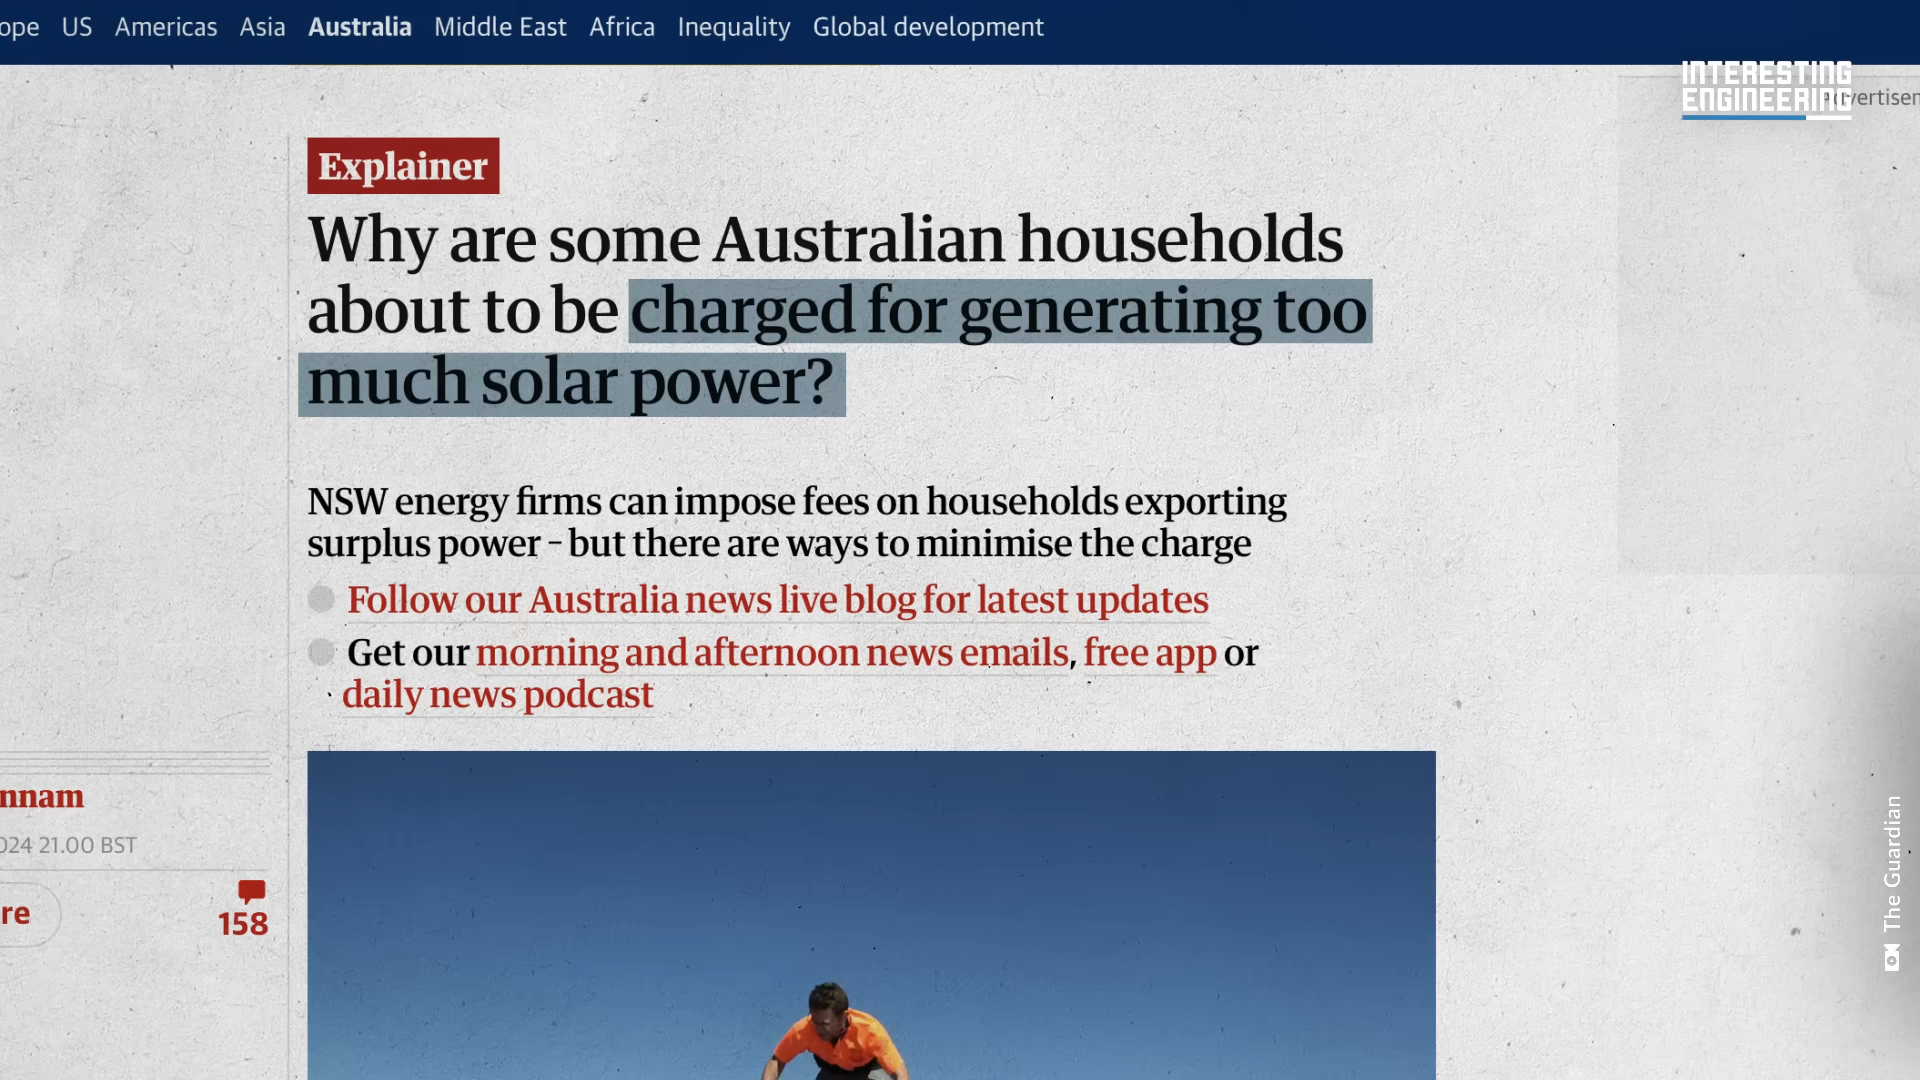 ope US Americas Asia Australia Middle East Africa Inequality Global development
INTERESTING
ENGINEERING
Explainer
Why are some Australian households
about to be charged for generating too
much solar power?
NSW energy firms can impose fees on households exporting
surplus power – but there are ways to minimise the charge
Follow our Australia news live blog for latest updates
Get our morning and afternoon news emails, free app or
daily news podcast
nnam
024 21.00 BST
re
158
The Guardian